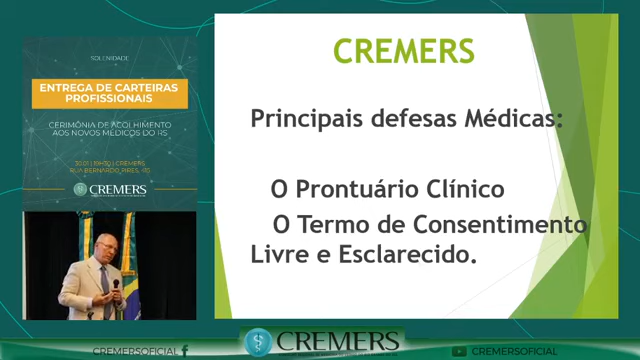 SOLENIDADE
ENTREGA DE CARTEIRAS
PROFISSIONAIS
CERIMÔNIA DE ACOLHIMENTO
AOS NOVOS MÉDICOS DO RS
CREMERS
CREMERS
Principais defesas Médicas:
O Prontuário Clínico
O Termo de Consentimento
Livre e Esclarecido.
CREMERSOFICIAL
CREMERS
CREMERSOFICIAL